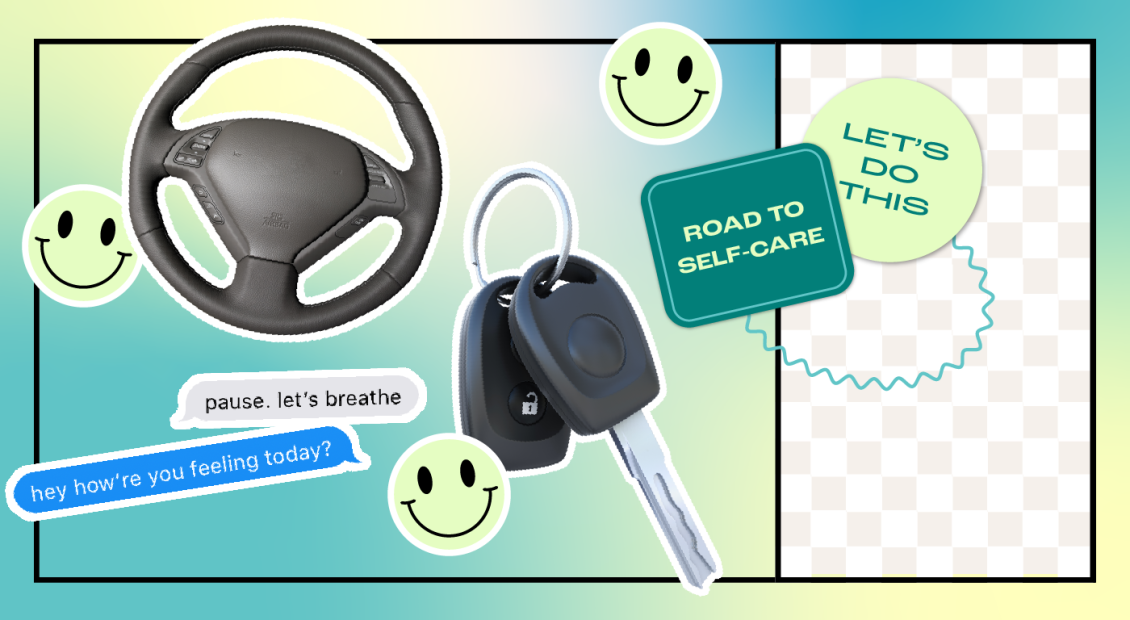 LET'S
DO
THIS
ROAD TO
SELF-CARE
pause. let's breathe
hey how're you feeling today?